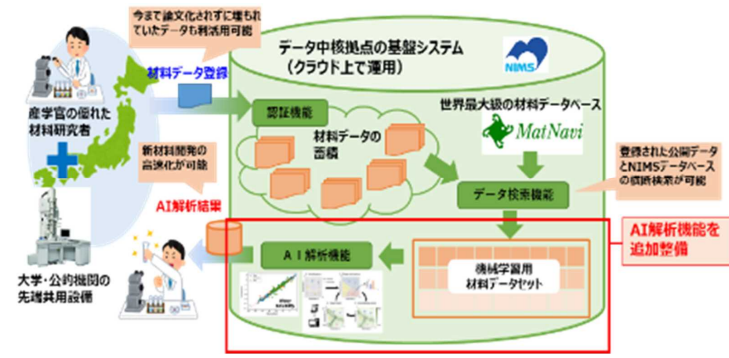 今まで論文化されずに埋もれ
ていたデータも利活用可能
データ中核拠点の基盤システム
(クラウド上で運用)
NIMS
材料データ登録
産学官の優れた
材料研究者
認証機能
材料データの
蓄積
世界最大級の材料データベース
MatNavi
新材料開発の
高速化が可能
登録された公開データ
とNIMSデータベース
の横断検索が可能
データ検索機能
AI解析結果
AI解析機能を
追加整備
AI解析機能
機械学習用
材料データセット
大学・公的機関の
先端共用設備